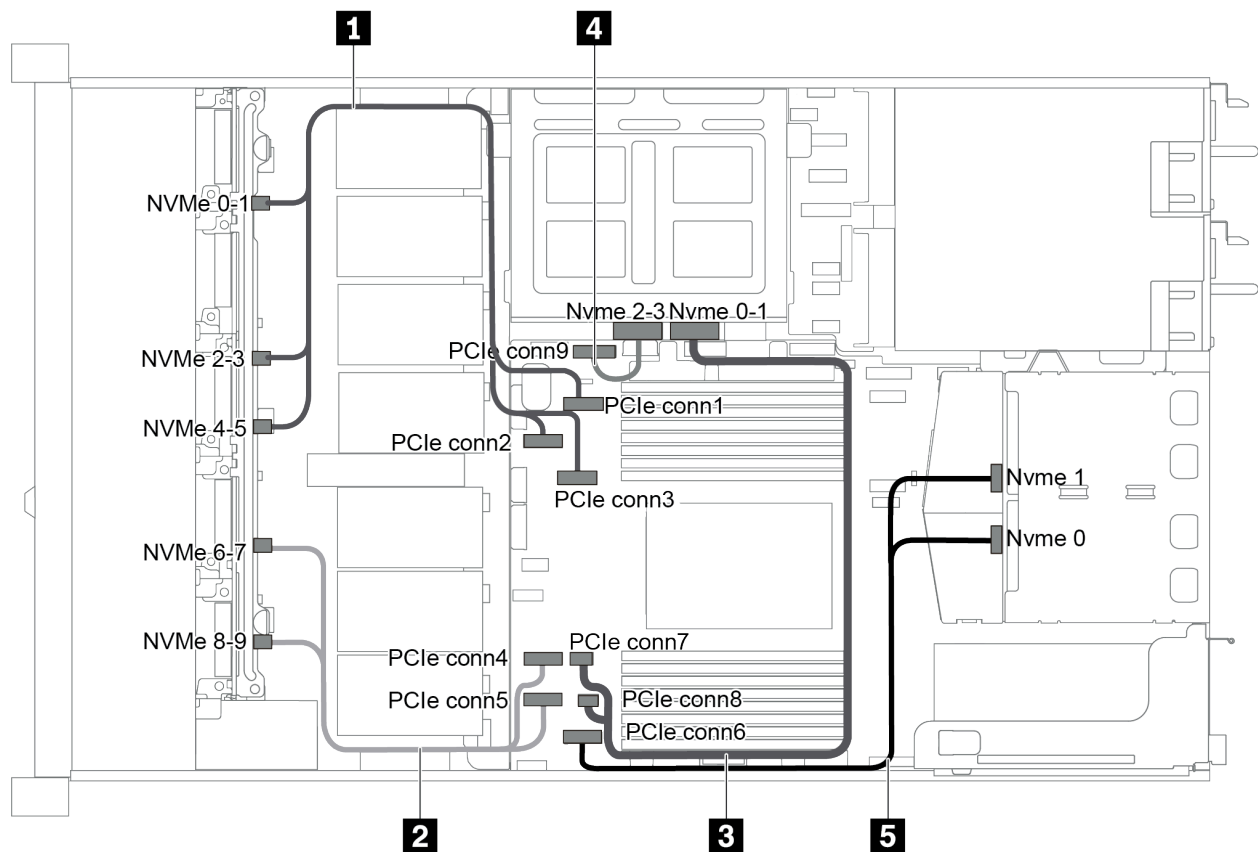 1
4
NVMe 0-1
Nvme 2-3
Nvme 0-1
PCIe conn9
NVMe 2-3
PCIe conn1
NVMe 4-5
PCIe conn2
Nvme 1
PCIe conn3
Nvme 0
NVMe 6-7
NVMe 8-9
PCIe conn7
PCIe conn4
PCIe conn5
PCIe conn8
PCIe conn6
2
3
5